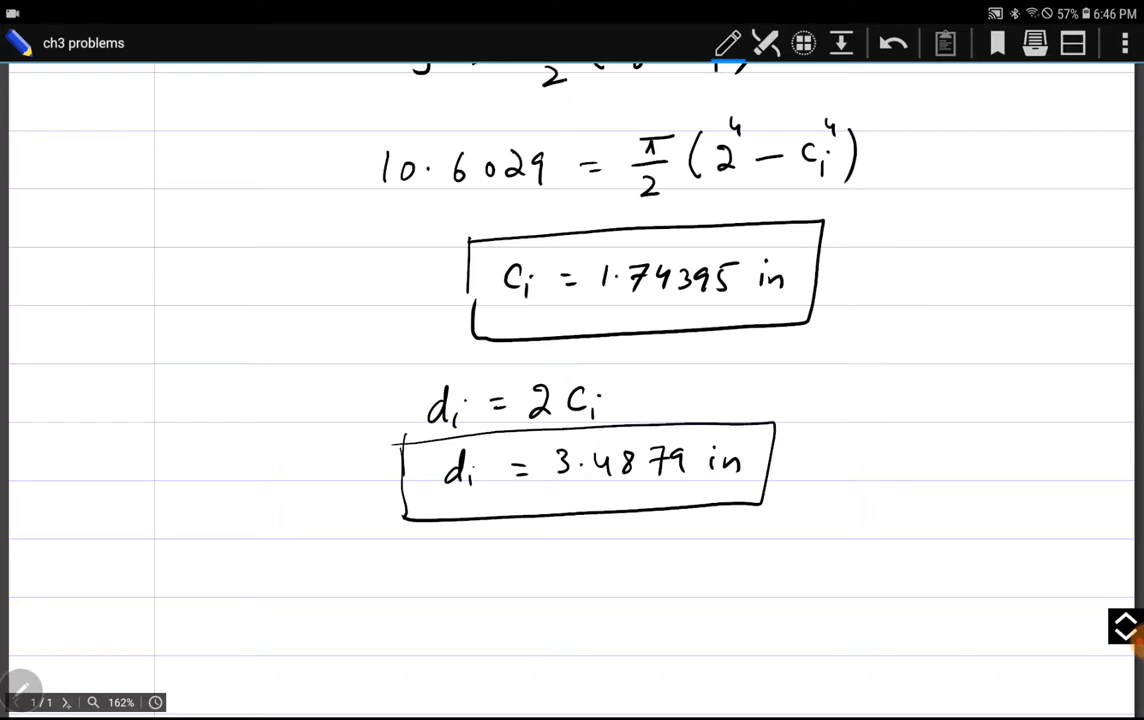 57% 6:46 PM
ch3 problems
2
10.6029 = π/2 (2⁴ − cᵢ⁴)
cᵢ = 1.74395 in
dᵢ = 2cᵢ
dᵢ = 3.4879 in
1/1 162%